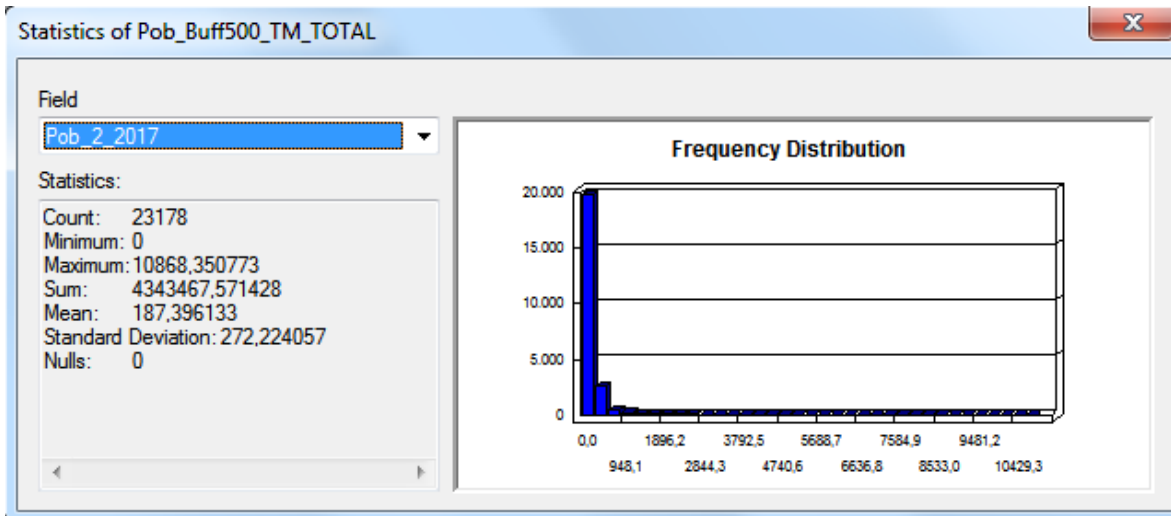 Statistics of Pob_Buff500_TM_TOTAL
X
Field
Pob_2_2017
Statistics:
Count: 23178
Minimum: 0
Maximum: 10868,350773
Sum: 4343467,571428
Mean: 187,396133
Standard Deviation: 272,224057
Nulls: 0
Frequency Distribution
20.000
15.000
10.000
5.000
0
0,0 1896,2 3792,5 5688,7 7584,9 9481,2
948,1 2844,3 4740,6 6636,8 8533,0 10429,3